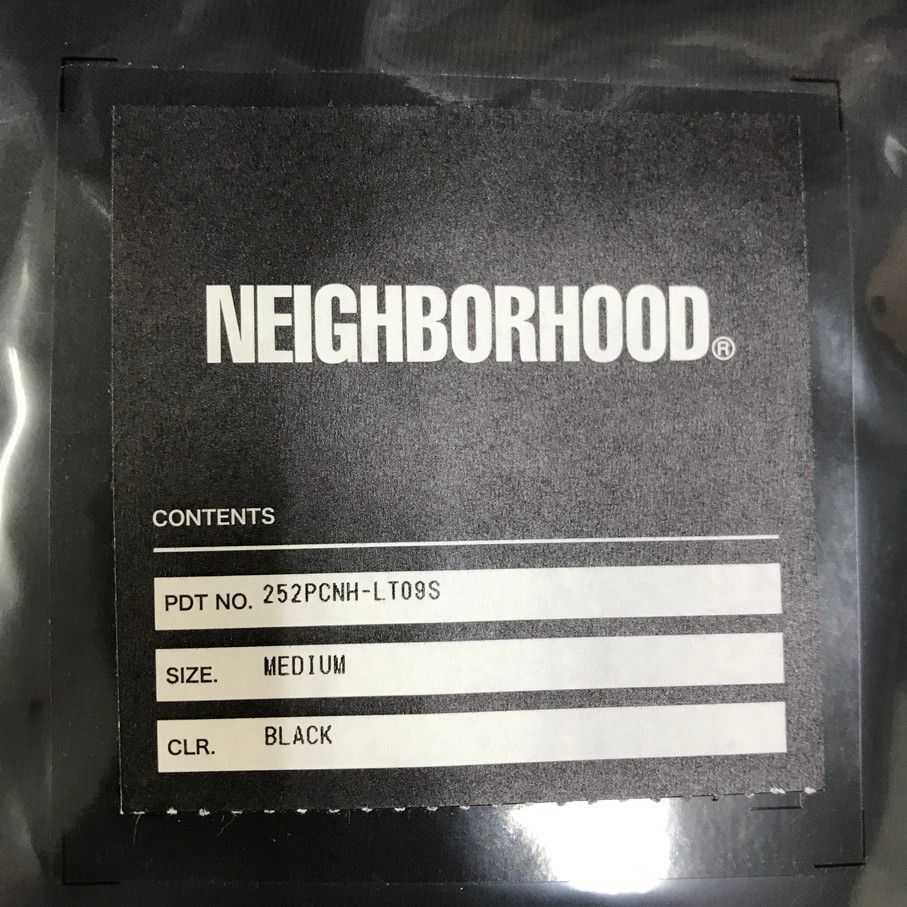 NEIGHBORHOOD®
CONTENTS
PDT NO. 252PCNH-LT09S
SIZE. MEDIUM
CLR. BLACK